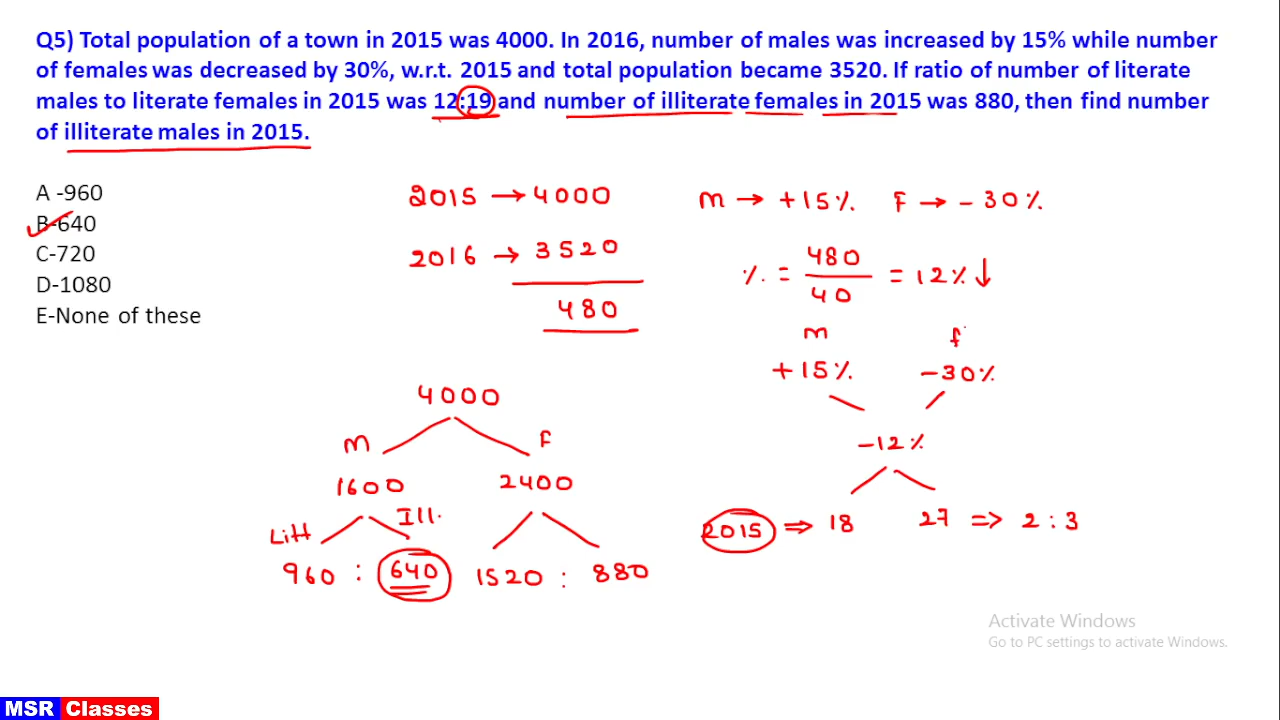 Q5) Total population of a town in 2015 was 4000. In 2016, number of males was increased by 15% while number
of females was decreased by 30%, w.r.t. 2015 and total population became 3520. If ratio of number of literate
males to literate females in 2015 was 12:19 and number of illiterate females in 2015 was 880, then find number
of illiterate males in 2015.
A -960
B-640
C-720
D-1080
E-None of these
2015 → 4000
2016 → 3520
480
m → +15% F → -30%
% = 480/40 = 12% ↓
m f
+15% -30%
-12%
2015 ⇒ 18 27 => 2 : 3
4000
m F
1600 2400
Litt Ill.
960 : 640 1520 : 880
Activate Windows
Go to PC settings to activate Windows.
MSR Classes